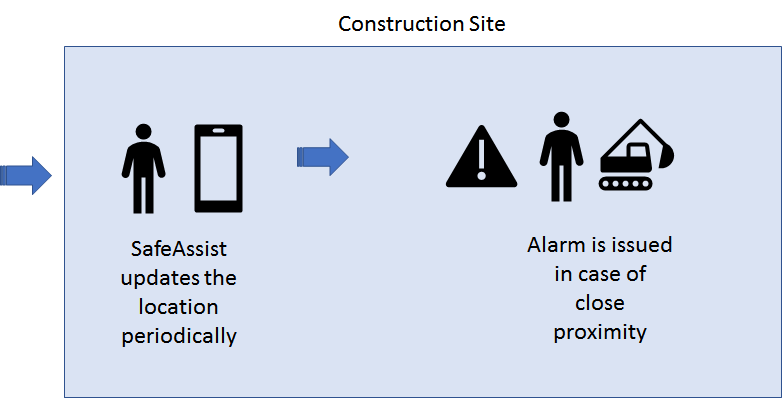 Construction Site
SafeAssist
updates the
location
periodically
Alarm is issued
in case of
close
proximity